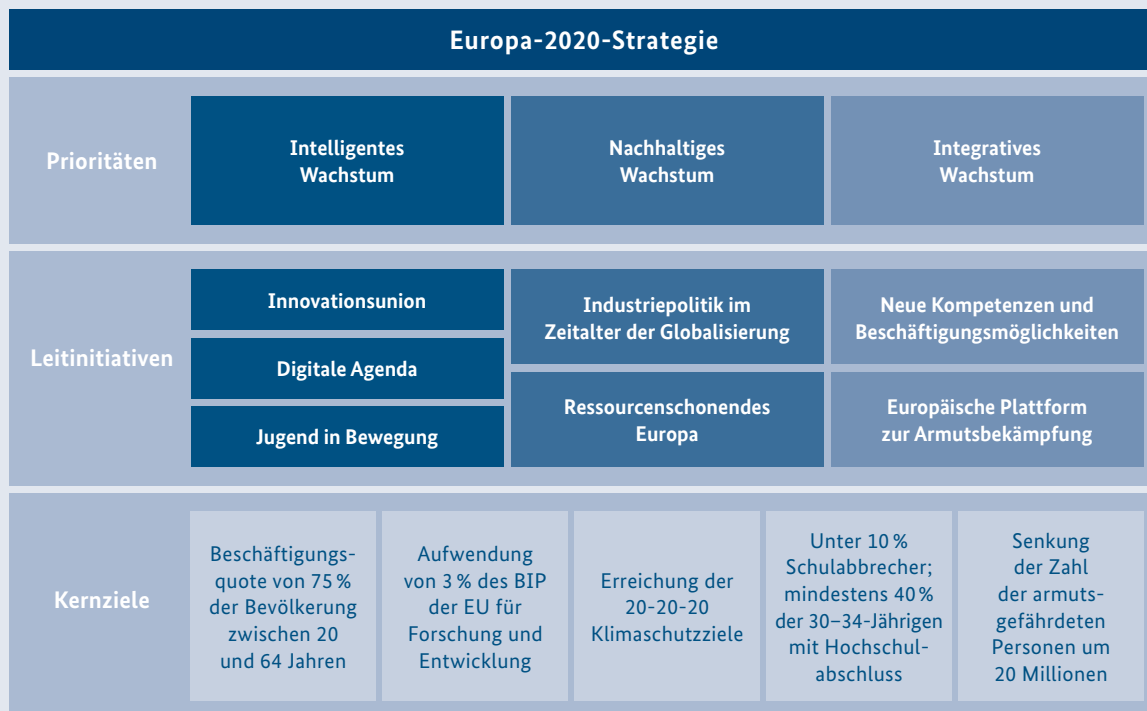 Europa-2020-Strategie
Prioritäten
Intelligentes
Wachstum
Nachhaltiges
Wachstum
Integratives
Wachstum
Leitinitiativen
Innovationsunion
Digitale Agenda
Jugend in Bewegung
Industriepolitik im
Zeitalter der Globalisierung
Ressourcenschonendes
Europa
Neue Kompetenzen und
Beschäftigungsmöglichkeiten
Europäische Plattform
zur Armutsbekämpfung
Kernziele
Beschäftigungs-
quote von 75 %
der Bevölkerung
zwischen 20
und 64 Jahren
Aufwendung
von 3 % des BIP
der EU für
Forschung und
Entwicklung
Erreichung der
20-20-20
Klimaschutzziele
Unter 10 %
Schulabbrecher;
mindestens 40 %
der 30–34-Jährigen
mit Hochschul-
abschluss
Senkung
der Zahl
der armuts-
gefährdeten
Personen um
20 Millionen